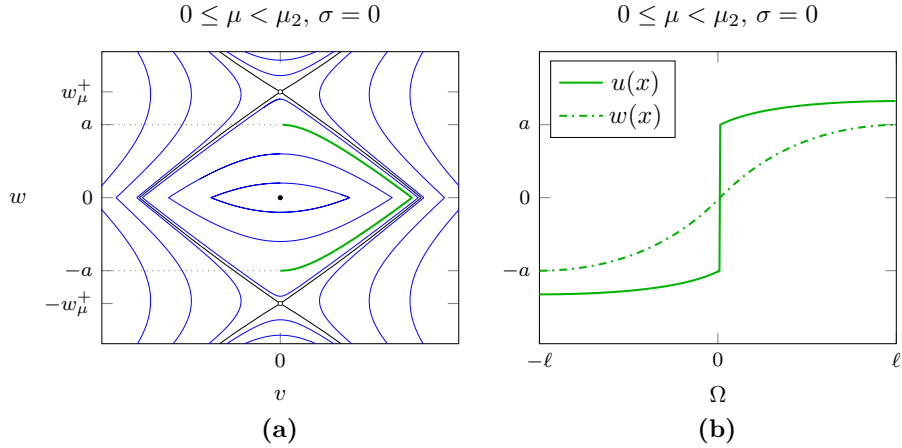 0 ≤ μ < μ₂, σ = 0
w
w⁺_μ
a
0
−a
−w⁺_μ
0
v
(a)
0 ≤ μ < μ₂, σ = 0
u(x)
w(x)
a
0
−a
−ℓ
0
ℓ
Ω
(b)